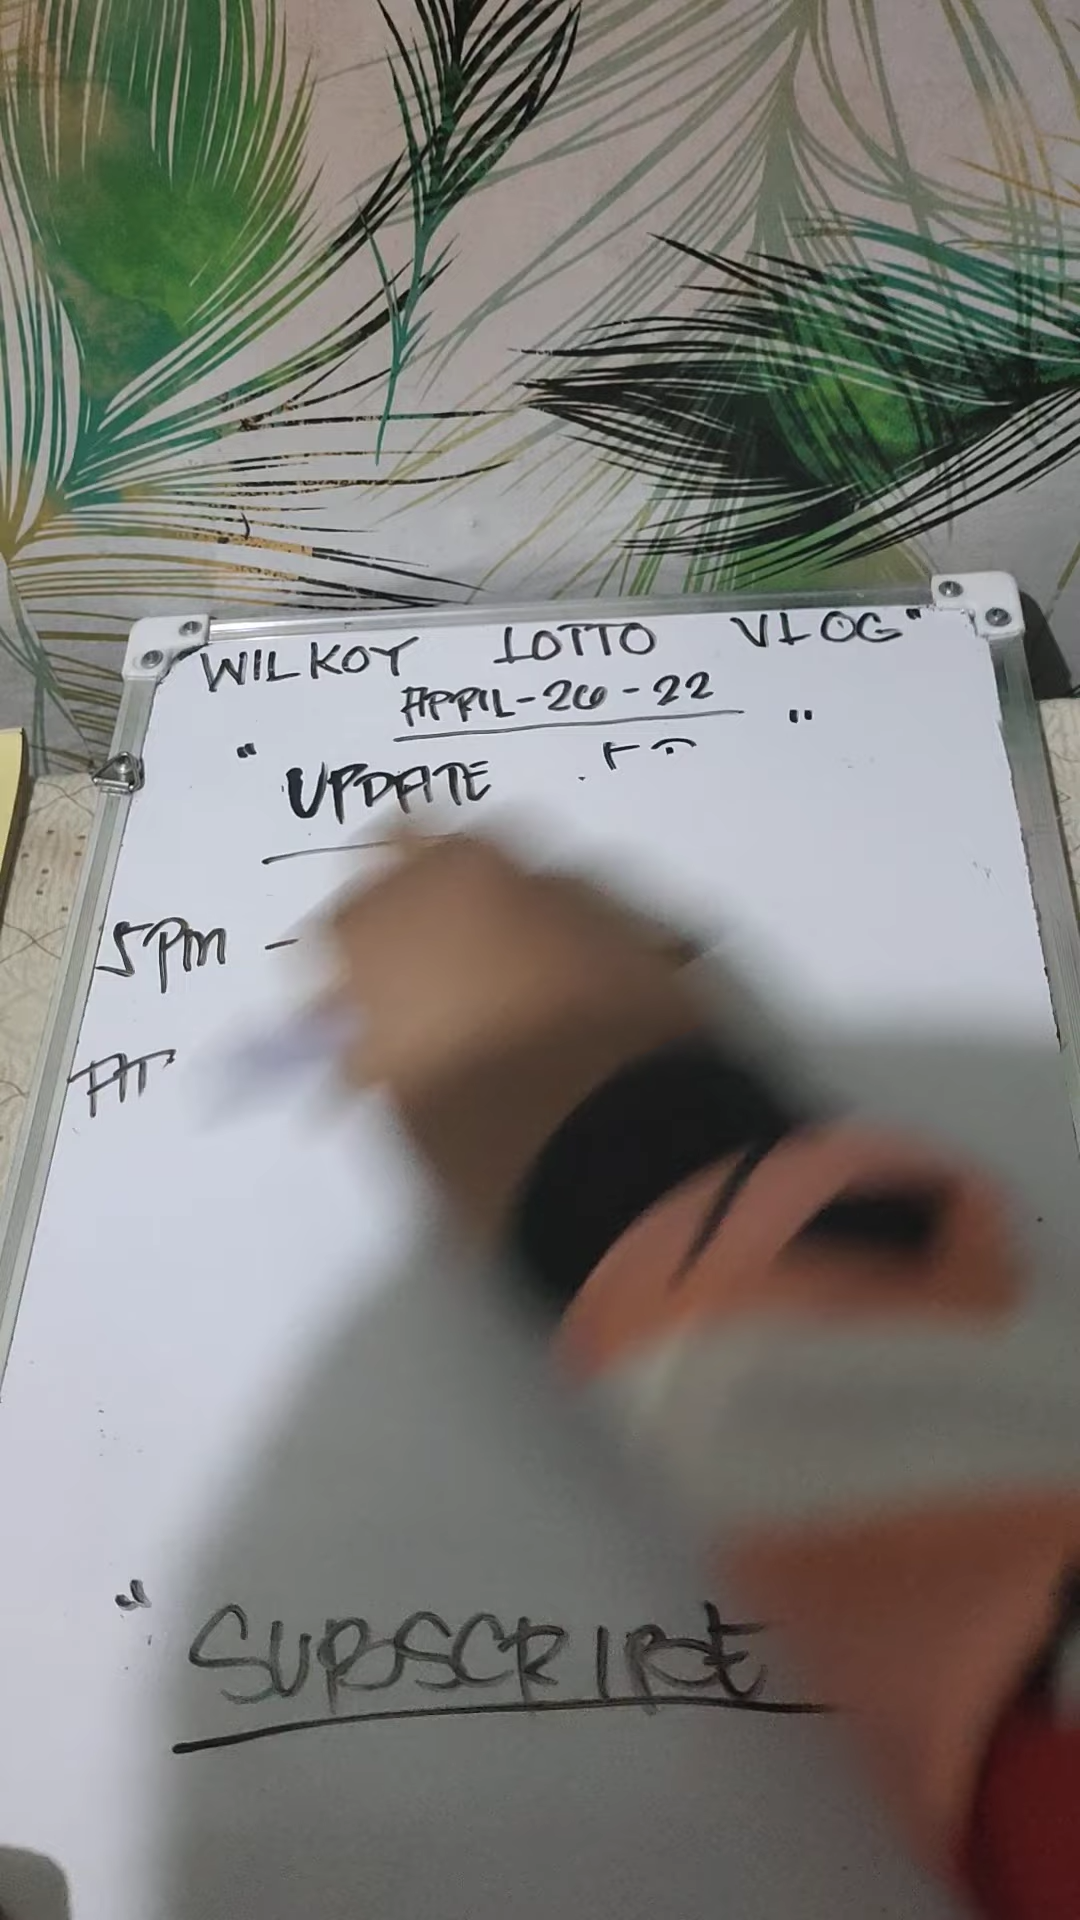 WILKOY LOTTO VLOG"
APRIL-26-22
" UPDATE "
5PM -
"SUBSCRIBE